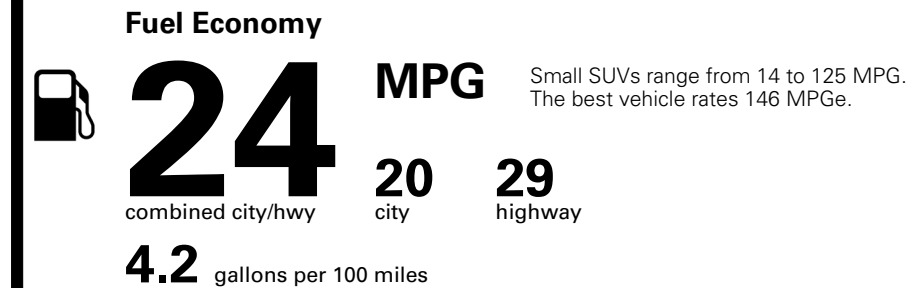 Fuel Economy
24 MPG
Small SUVs range from 14 to 125 MPG.
The best vehicle rates 146 MPGe.
combined city/hwy
20
city
29
highway
4.2 gallons per 100 miles